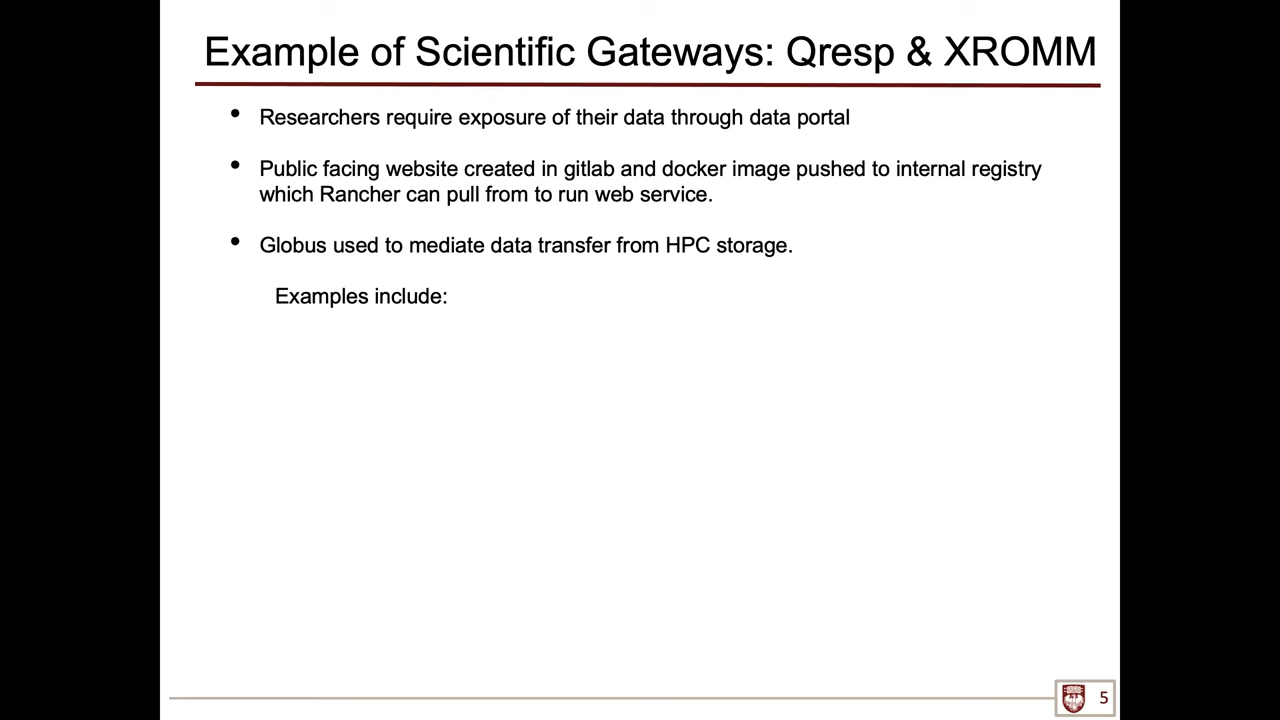 Example of Scientific Gateways: Qresp & XROMM
• Researchers require exposure of their data through data portal
• Public facing website created in gitlab and docker image pushed to internal registry
which Rancher can pull from to run web service.
• Globus used to mediate data transfer from HPC storage.
Examples include:
5